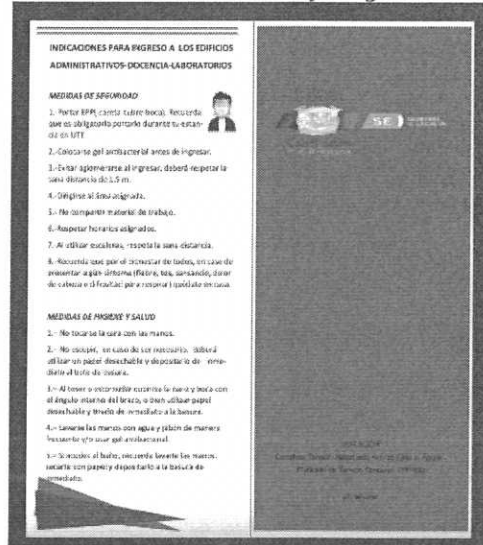 INDICACIONES PARA INGRESO A LOS EDIFICIOS
ADMINISTRATIVOS-DOCENCIA-LABORATORIOS
MEDIDAS DE SEGURIDAD
1. Portar EPP( careta cubre boca). Recuerda
que es obligatorio portarlo durante tu estan-
cia en UTT
2.-Colocarse gel antibacterial antes de ingresar.
3.-Evitar aglomerarse al ingresar, deberá respetar la
sana distancia de 1.5 m.
4.-Dirigirse al área asignada.
5.- No compartir material de trabajo.
6.-Respetar horarios asignados.
7. Al utilizar escaleras, respeta la sana distancia.
8.-Recuerda que por el bienestar de todos, en caso de
presentar algún síntoma (fiebre, tos, cansancio, dolor
de cabeza o dificultad para respirar) quédate en casa.
MEDIDAS DE HIGIENE Y SALUD
1.- No tocarse la cara con las manos.
2.- No escupir, en caso de ser necesario, deberá
utilizar un papel desechable y depositarlo de inme-
diato al bote de basura.
3.- Al toser o estornudar cubrirse la nariz y boca con
el ángulo interno del brazo, o bien utilizar papel
desechable y tirarlo de inmediato a la basura.
4.- Lavarse las manos con agua y jabón de manera
frecuente y/o usar gel antibacterial.
5.- Si accedes al baño, recuerda lavarte las manos,
secarte con papel y depositarlo a la basura de
inmediato.
SE